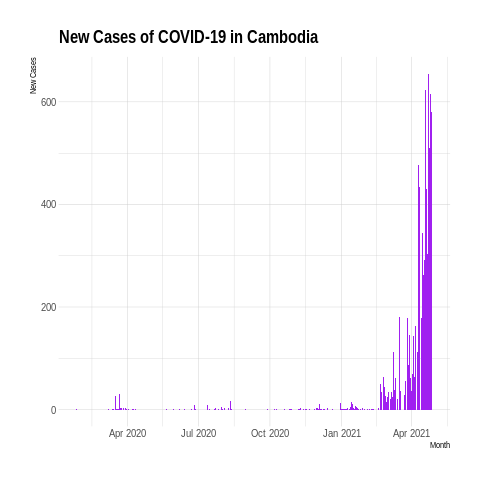 New Cases of COVID-19 in Cambodia
New Cases
600
400
200
0
Apr 2020 Jul 2020 Oct 2020 Jan 2021 Apr 2021
Month